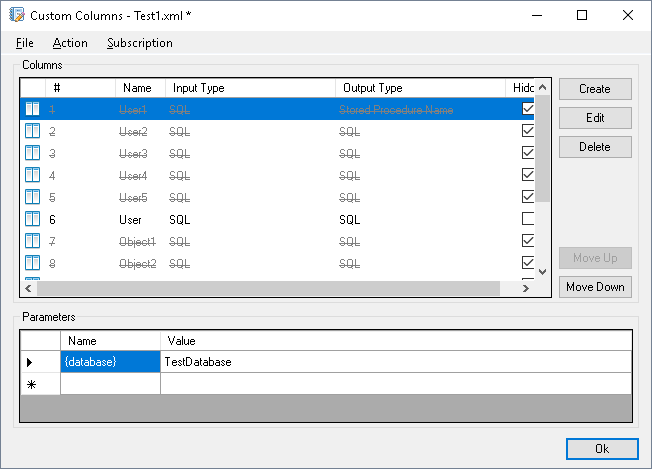 Custom Columns - Test1.xml *
File Action Subscription
Columns
# Name Input Type Output Type Hidd
1 User1 SQL Stored Procedure Name
2 User2 SQL SQL
3 User3 SQL SQL
4 User4 SQL SQL
5 User5 SQL SQL
6 User SQL SQL
7 Object1 SQL SQL
8 Object2 SQL SQL
Create
Edit
Delete
Move Up
Move Down
Parameters
Name Value
{database} TestDatabase
Ok